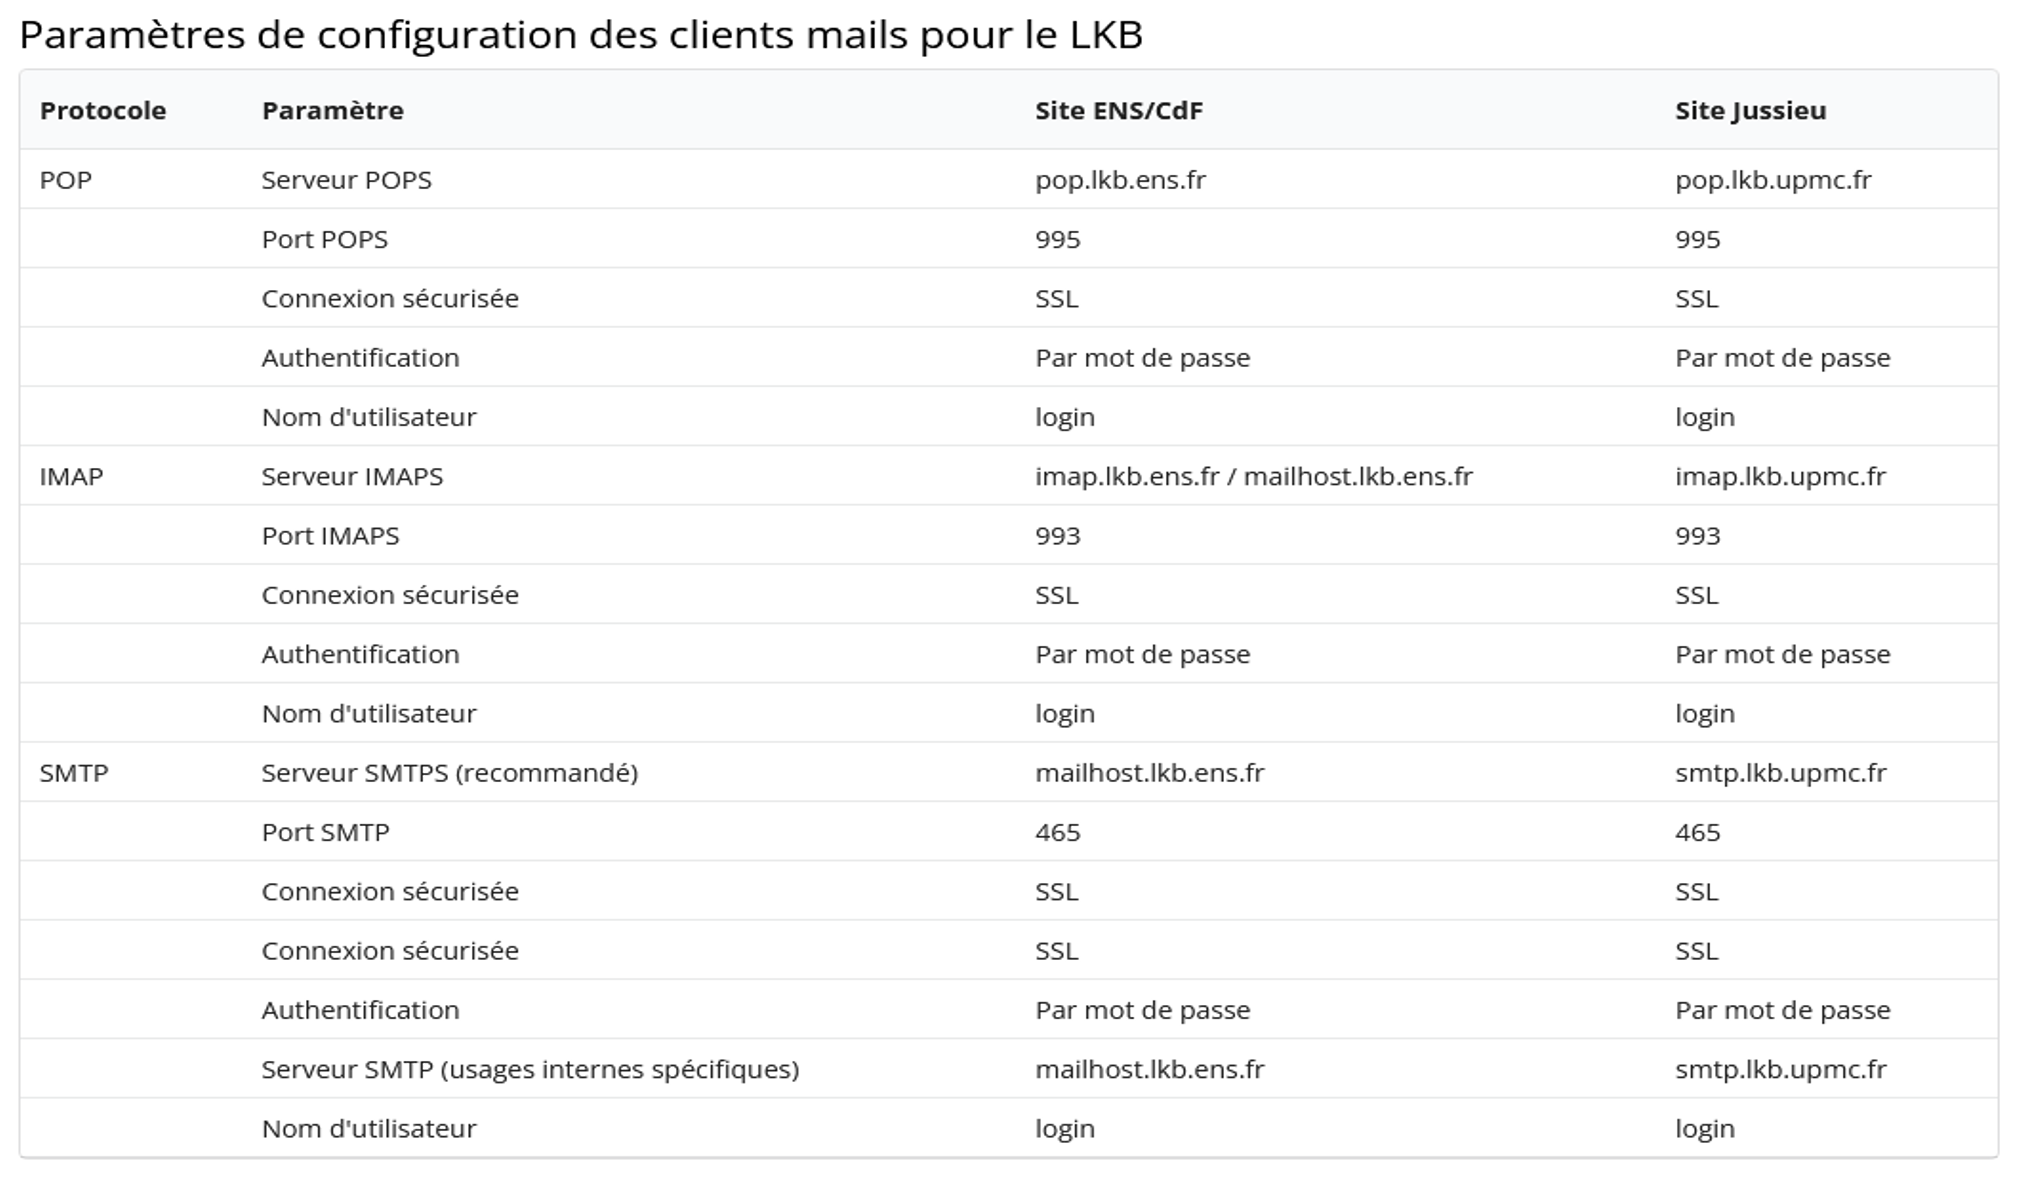 Paramètres de configuration des clients mails pour le LKB
Protocole Paramètre Site ENS/CdF Site Jussieu
POP Serveur POPS pop.lkb.ens.fr pop.lkb.upmc.fr
Port POPS 995 995
Connexion sécurisée SSL SSL
Authentification Par mot de passe Par mot de passe
Nom d'utilisateur login login
IMAP Serveur IMAPS imap.lkb.ens.fr / mailhost.lkb.ens.fr imap.lkb.upmc.fr
Port IMAPS 993 993
Connexion sécurisée SSL SSL
Authentification Par mot de passe Par mot de passe
Nom d'utilisateur login login
SMTP Serveur SMTPS (recommandé) mailhost.lkb.ens.fr smtp.lkb.upmc.fr
Port SMTP 465 465
Connexion sécurisée SSL SSL
Connexion sécurisée SSL SSL
Authentification Par mot de passe Par mot de passe
Serveur SMTP (usages internes spécifiques) mailhost.lkb.ens.fr smtp.lkb.upmc.fr
Nom d'utilisateur login login